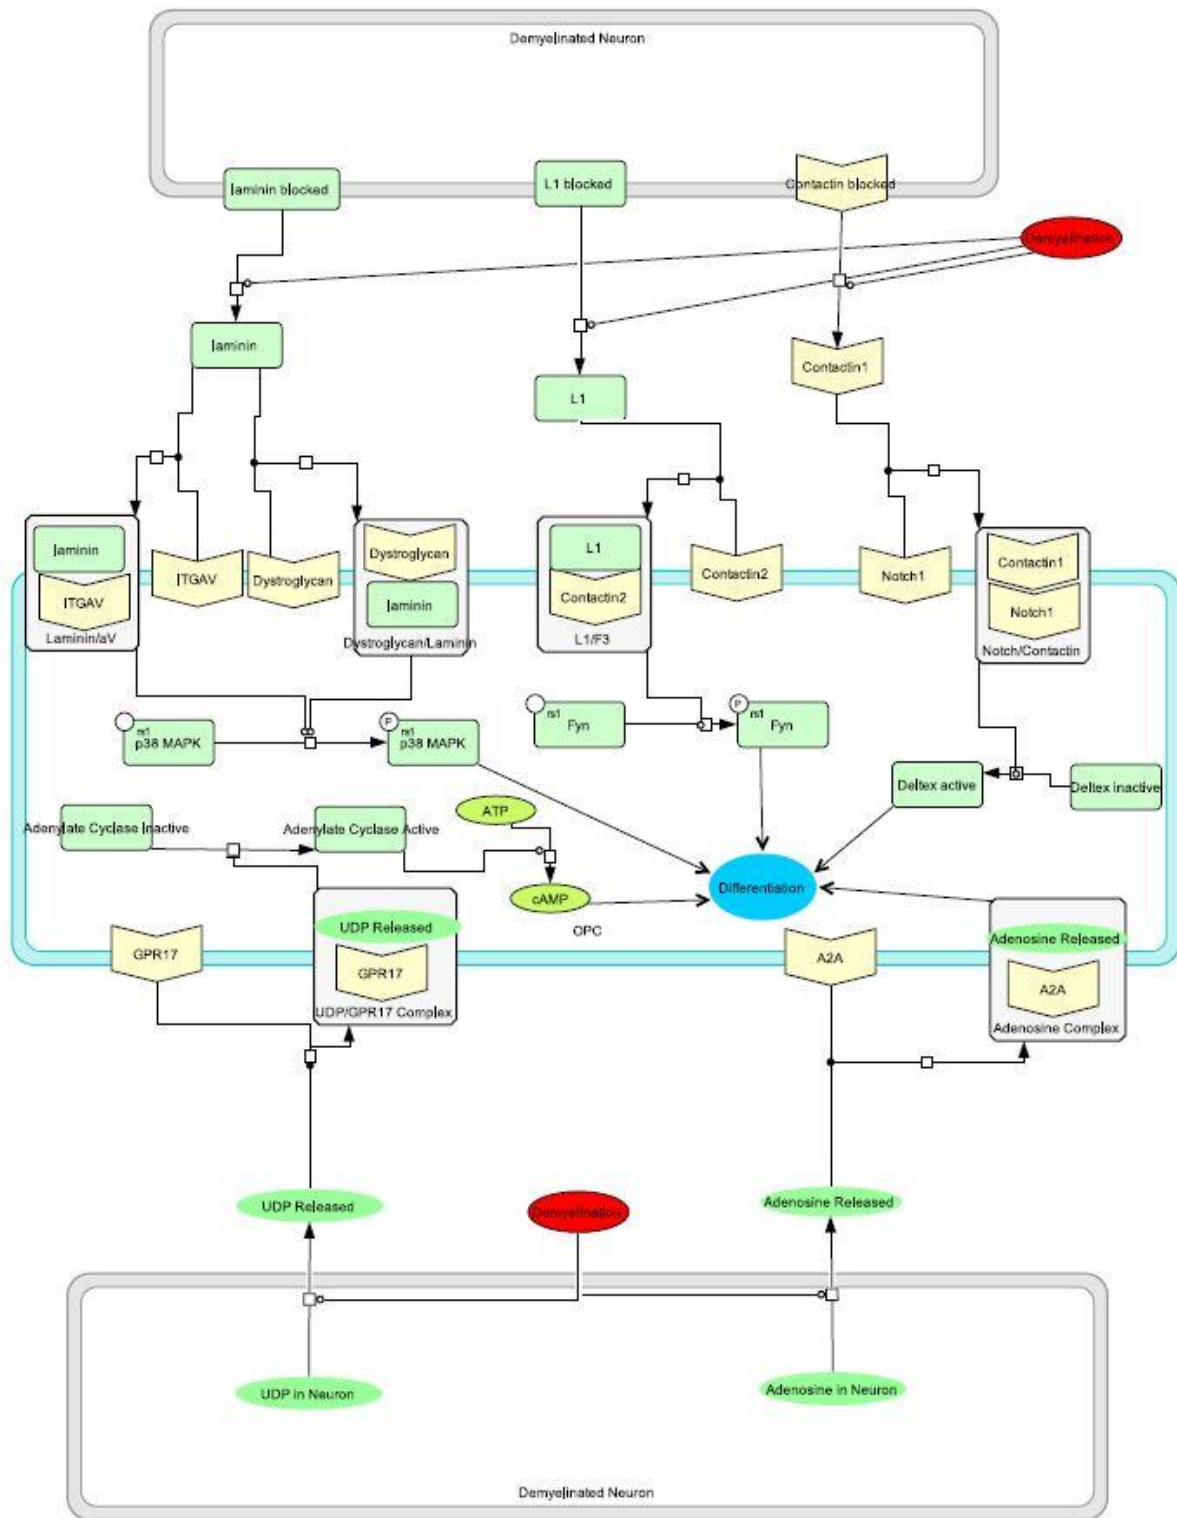 Demyelinated Neuron
laminin blocked
L1 blocked
Contactin blocked
Demyelination
laminin
Contactin1
L1
laminin
ITGAV
Laminin/aV
ITGAV
Dystroglycan
Dystroglycan
laminin
Dystroglycan/Laminin
L1
Contactin2
L1/F3
Contactin2
Notch1
Contactin1
Notch1
Notch/Contactin
rs1
p38 MAPK
P
rs1
p38 MAPK
rs1
Fyn
P
rs1
Fyn
Deltex active
Deltex inactive
Adenylate Cyclase Inactive
Adenylate Cyclase Active
ATP
cAMP
Differentiation
OPC
GPR17
UDP Released
GPR17
UDP/GPR17 Complex
A2A
Adenosine Released
A2A
Adenosine Complex
UDP Released
Demyelination
Adenosine Released
UDP in Neuron
Adenosine in Neuron
Demyelinated Neuron